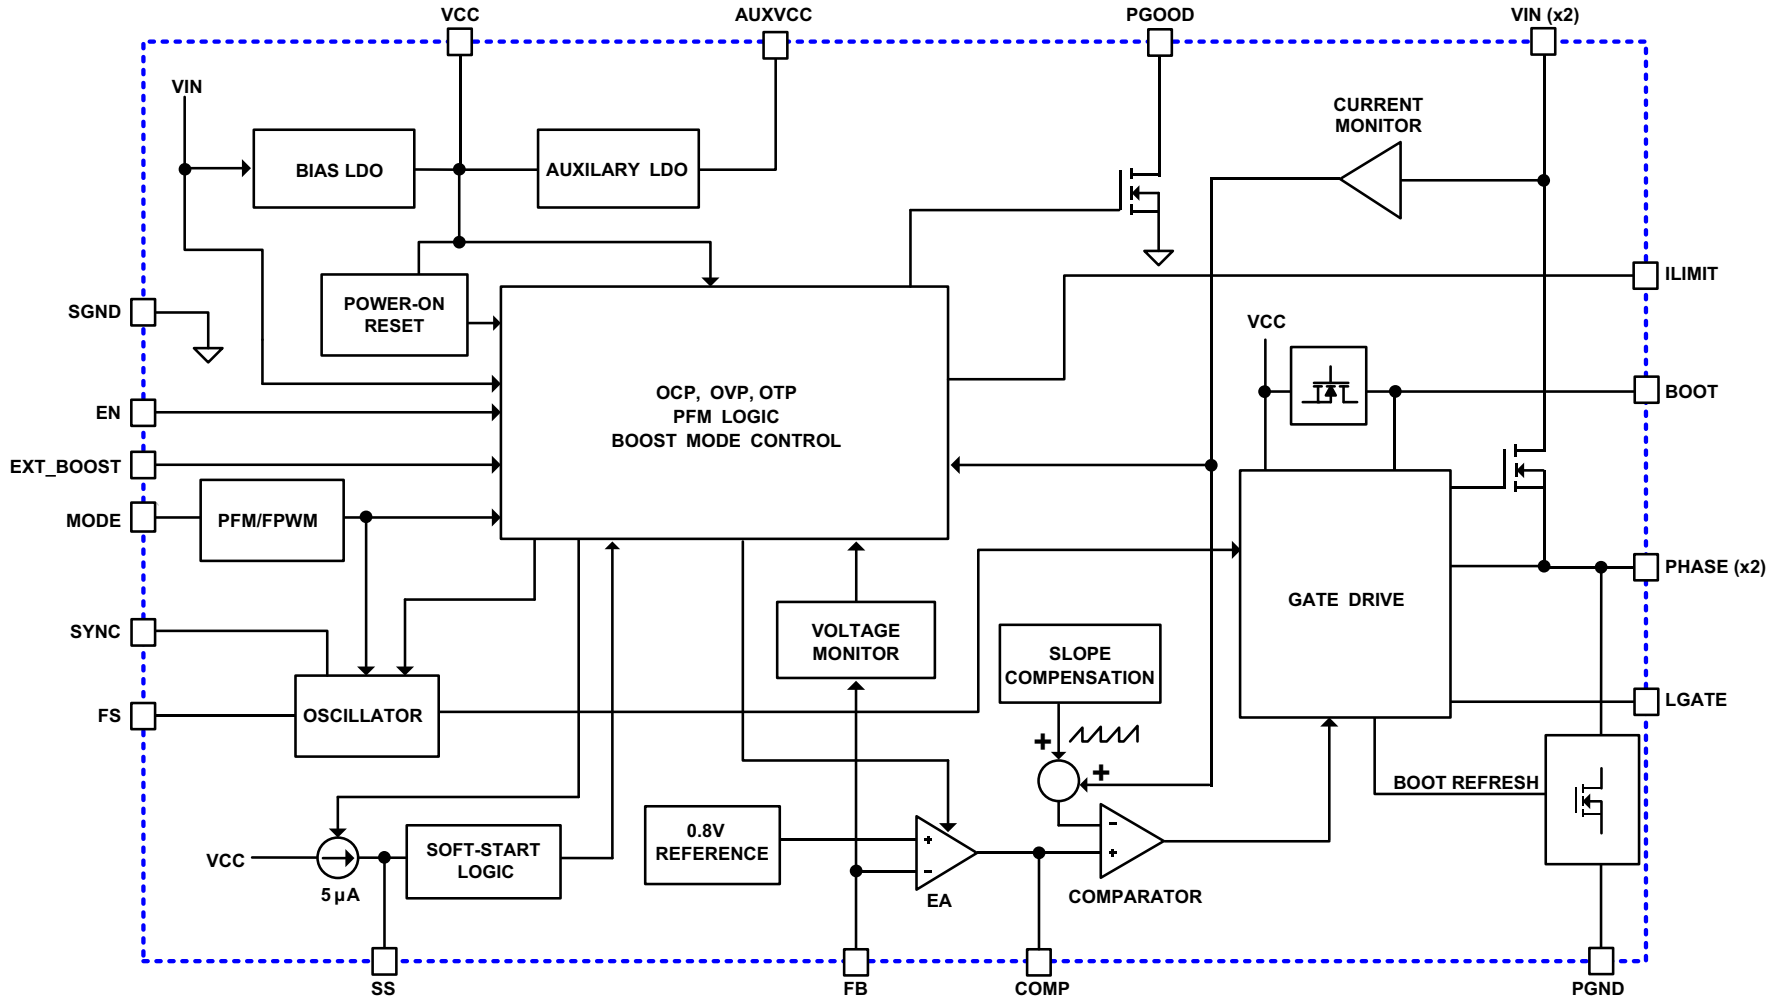 VCC
AUXVCC
PGOOD
VIN (x2)
VIN
CURRENT
MONITOR
BIAS LDO
AUXILARY LDO
ILIMIT
SGND
POWER-ON
RESET
VCC
OCP, OVP, OTP
PFM LOGIC
BOOST MODE CONTROL
BOOT
EN
EXT_BOOST
MODE
PFM/FPWM
PHASE (x2)
GATE DRIVE
SYNC
VOLTAGE
MONITOR
SLOPE
COMPENSATION
FS
OSCILLATOR
LGATE
+
+
BOOT REFRESH
0.8V
REFERENCE
+
−
EA
−
+
COMPARATOR
VCC
5 µA
SOFT-START
LOGIC
SS
FB
COMP
PGND